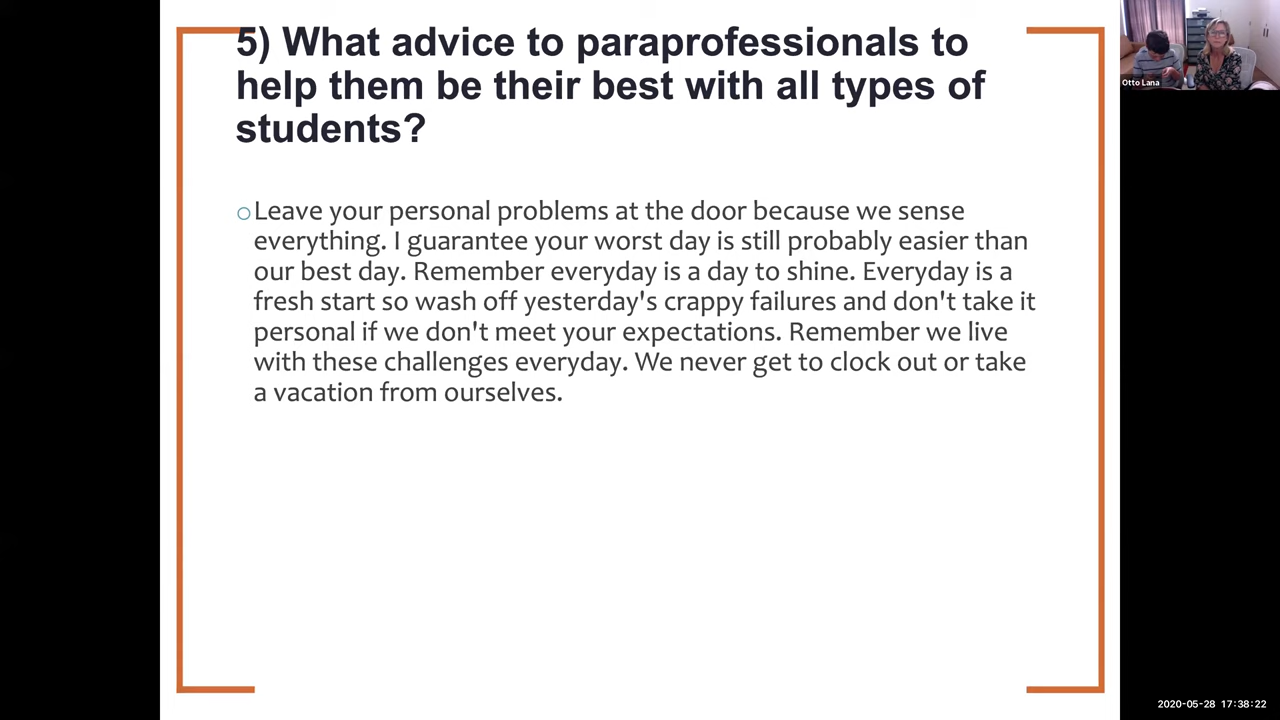 5) What advice to paraprofessionals to
help them be their best with all types of
students?
Leave your personal problems at the door because we sense
everything. I guarantee your worst day is still probably easier than
our best day. Remember everyday is a day to shine. Everyday is a
fresh start so wash off yesterday's crappy failures and don't take it
personal if we don't meet your expectations. Remember we live
with these challenges everyday. We never get to clock out or take
a vacation from ourselves.
Otto Lana
2020-05-28 17:38:22